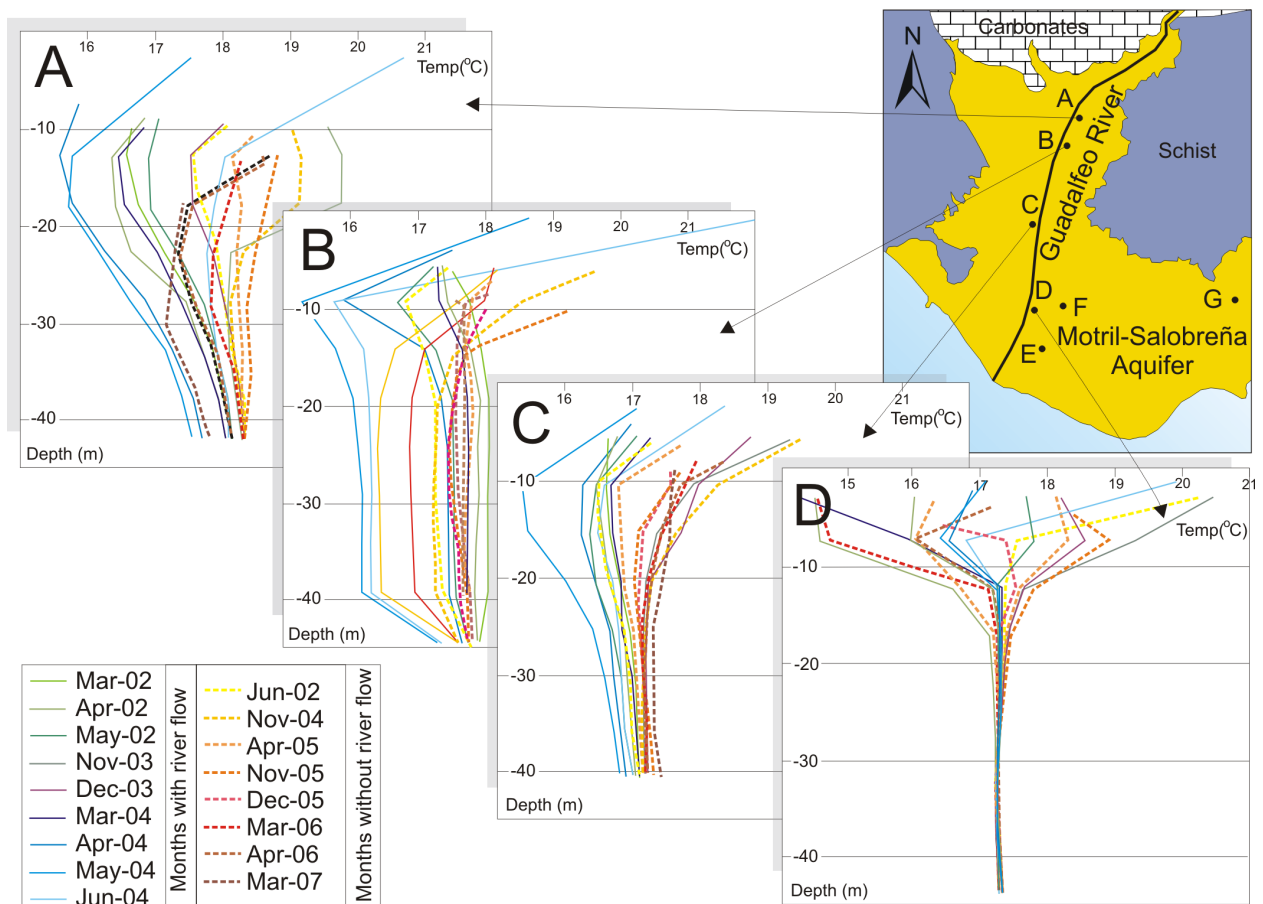 A
16 17 18 19 20 21
Temp(ºC)
-10
-20
-30
-40
Depth (m)
B
16 17 18 19 20 21
Temp(ºC)
-10
-20
-30
-40
Depth (m)
C
16 17 18 19 20 21
Temp(ºC)
-10
-20
-30
-40
Depth (m)
D
15 16 17 18 19 20 21
Temp(ºC)
-10
-20
-30
-40
Depth (m)
Carbonates
N
A
B
C
D
E
F
G
Guadalfeo River
Schist
Motril-Salobreña
Aquifer
Mar-02
Apr-02
May-02
Nov-03
Dec-03
Mar-04
Apr-04
May-04
Jun-04
Months with river flow
Jun-02
Nov-04
Apr-05
Nov-05
Dec-05
Mar-06
Apr-06
Mar-07
Months without river flow